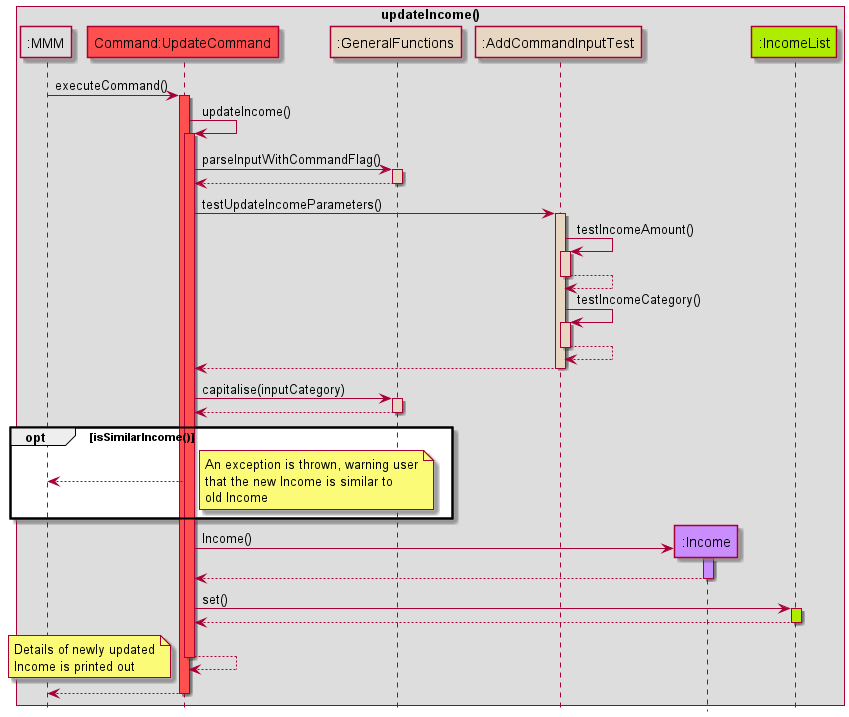 updateIncome()
:MMM
Command:UpdateCommand
:GeneralFunctions
:AddCommandInputTest
:IncomeList
executeCommand()
updateIncome()
parseInputWithCommandFlag()
testUpdateIncomeParameters()
testIncomeAmount()
testIncomeCategory()
capitalise(inputCategory)
opt
[isSimilarIncome()]
An exception is thrown, warning user
that the new Income is similar to
old Income
Income()
:Income
set()
Details of newly updated
Income is printed out